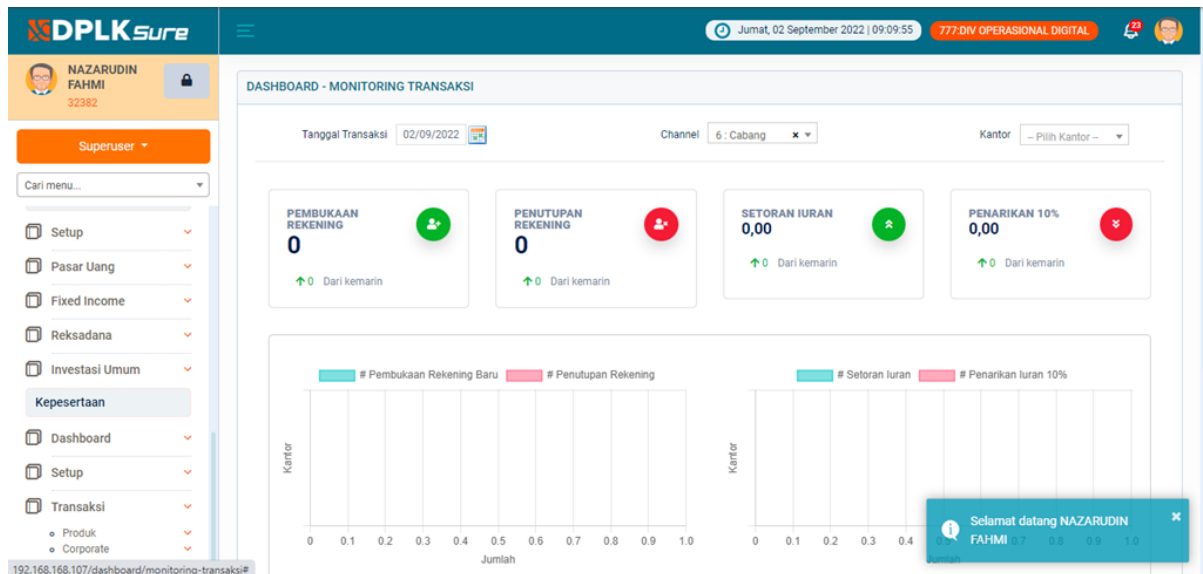 DPLKSure
Jumat, 02 September 2022 | 09:09:55
777:DIV OPERASIONAL DIGITAL
23
NAZARUDIN
FAHMI
32382
Superuser
Cari menu...
Setup
Pasar Uang
Fixed Income
Reksadana
Investasi Umum
Kepesertaan
Dashboard
Setup
Transaksi
Produk
Corporate
192.168.168.107/dashboard/monitoring-transaksi#
DASHBOARD - MONITORING TRANSAKSI
Tanggal Transaksi 02/09/2022
Channel 6 : Cabang
Kantor -- Pilih Kantor --
PEMBUKAAN
REKENING
0
0 Dari kemarin
PENUTUPAN
REKENING
0
0 Dari kemarin
SETORAN IURAN
0,00
0 Dari kemarin
PENARIKAN 10%
0,00
0 Dari kemarin
# Pembukaan Rekening Baru # Penutupan Rekening
Kantor
0 0.1 0.2 0.3 0.4 0.5 0.6 0.7 0.8 0.9 1.0
Jumlah
# Setoran Iuran # Penarikan Iuran 10%
Kantor
0 0.1 0.2 0.3 0.4 0.7 0.8 0.9 1.0
Jumlah
Selamat datang NAZARUDIN
FAHMI